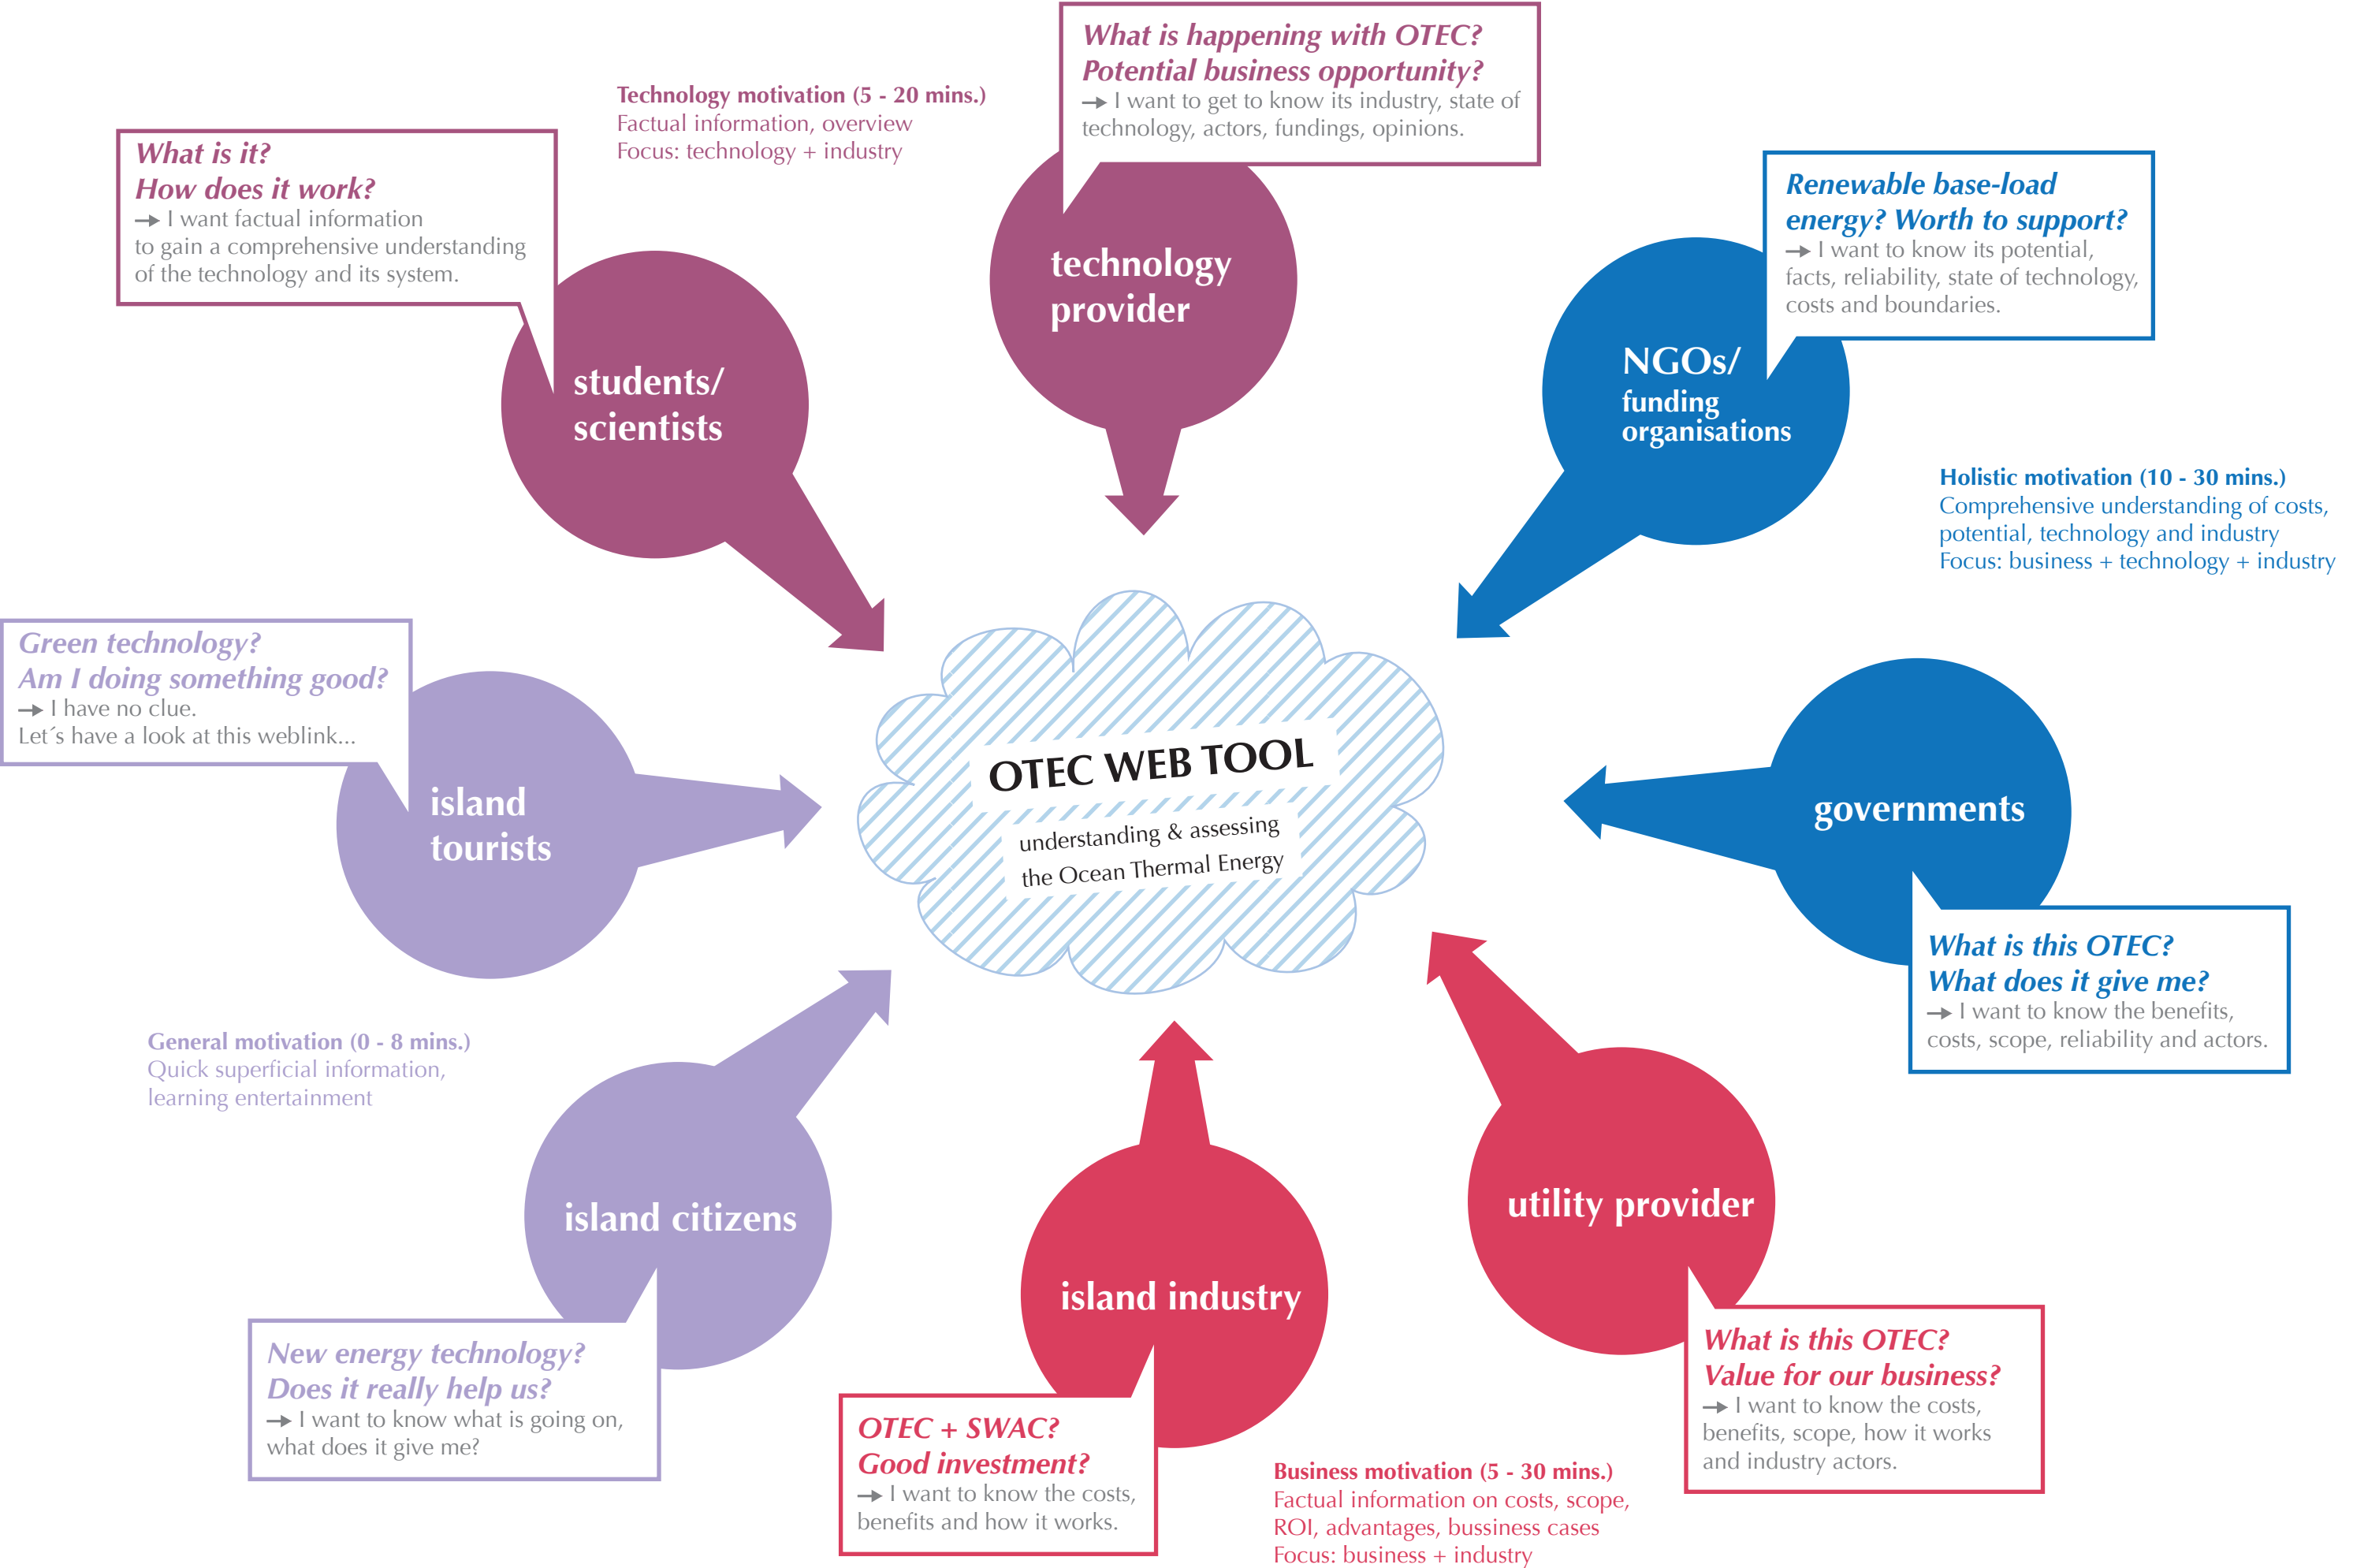 What is happening with OTEC?
Potential business opportunity?
→ I want to get to know its industry, state of
technology, actors, fundings, opinions.
technology
provider
Technology motivation (5 - 20 mins.)
Factual information, overview
Focus: technology + industry
What is it?
How does it work?
→ I want factual information
to gain a comprehensive understanding
of the technology and its system.
students/
scientists
Renewable base-load
energy? Worth to support?
→ I want to know its potential,
facts, reliability, state of technology,
costs and boundaries.
NGOs/
funding
organisations
Holistic motivation (10 - 30 mins.)
Comprehensive understanding of costs,
potential, technology and industry
Focus: business + technology + industry
Green technology?
Am I doing something good?
→ I have no clue.
Let´s have a look at this weblink...
island
tourists
OTEC WEB TOOL
understanding & assessing
the Ocean Thermal Energy
governments
What is this OTEC?
What does it give me?
→ I want to know the benefits,
costs, scope, reliability and actors.
General motivation (0 - 8 mins.)
Quick superficial information,
learning entertainment
island citizens
New energy technology?
Does it really help us?
→ I want to know what is going on,
what does it give me?
island industry
OTEC + SWAC?
Good investment?
→ I want to know the costs,
benefits and how it works.
utility provider
What is this OTEC?
Value for our business?
→ I want to know the costs,
benefits, scope, how it works
and industry actors.
Business motivation (5 - 30 mins.)
Factual information on costs, scope,
ROI, advantages, bussiness cases
Focus: business + industry